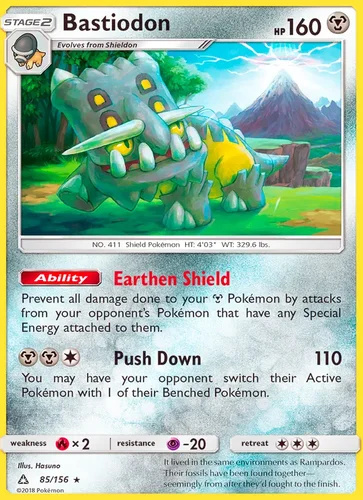 STAGE2
Bastiodon
HP160
Evolves from Shieldon
NO. 411 Shield Pokémon HT: 4'03" WT: 329.6 lbs.
Ability Earthen Shield
Prevent all damage done to your Pokémon by attacks
from your opponent's Pokémon that have any Special
Energy attached to them.
Push Down 110
You may have your opponent switch their Active
Pokémon with 1 of their Benched Pokémon.
weakness ×2 resistance -20 retreat
Illus. Hasuno
85/156 ★
©2018 Pokémon
It lived in the same environments as Rampardos.
Their fossils have been found together—
seemingly from after they'd fought to the finish.